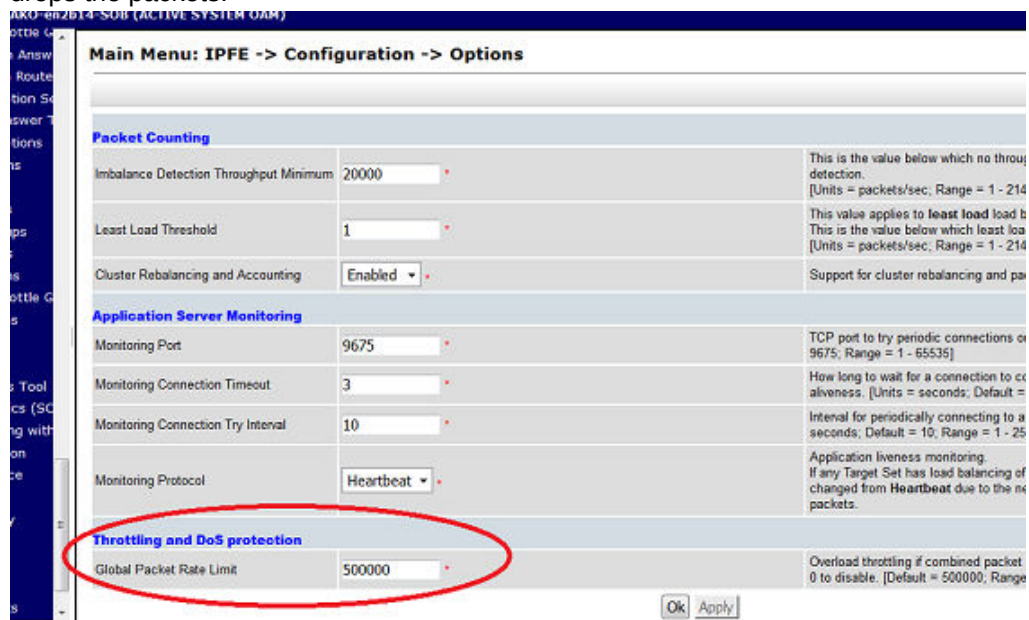 drops the packets.
14-SOB (ACTIVE SYSTEM OAM)
Answ
Route
tion
tions
Tool
ng with
Main Menu: IPFE -> Configuration -> Options
Packet Counting
Imbalance Detection Throughput Minimum 20000 *
This is the value below which no
detection.
[Units = packets/sec; Range = 1 - 214
Least Load Threshold 1 *
This value applies to least load load b
This is the value below which least loa
[Units = packets/sec; Range = 1 - 214
Cluster Rebalancing and Accounting Enabled *
Support for cluster rebalancing and pa
Application Server Monitoring
Monitoring Port 9675 *
TCP port to try periodic connections o
9675; Range = 1 - 65535]
Monitoring Connection Timeout 3 *
How long to wait for a connection to co
aliveness. [Units = seconds; Default =
Monitoring Connection Try Interval 10 *
Interval for periodically connecting to a
seconds; Default = 10; Range = 1 - 25
Monitoring Protocol Heartbeat *
Application liveness monitoring.
If any Target Set has load balancing of
changed from Heartbeat due to the ne
packets.
Throttling and DoS protection
Global Packet Rate Limit 500000 *
Overload throttling if combined packet
0 to disable. [Default = 500000; Range
Ok Apply